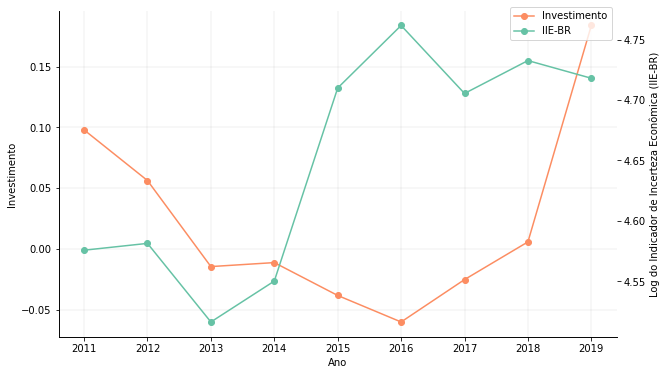 Investimento
IIE-BR
0.15
0.10
0.05
0.00
−0.05
Investimento
4.75
4.70
4.65
4.60
4.55
Log do Indicador de Incerteza Económica (IIE-BR)
2011 2012 2013 2014 2015 2016 2017 2018 2019
Ano